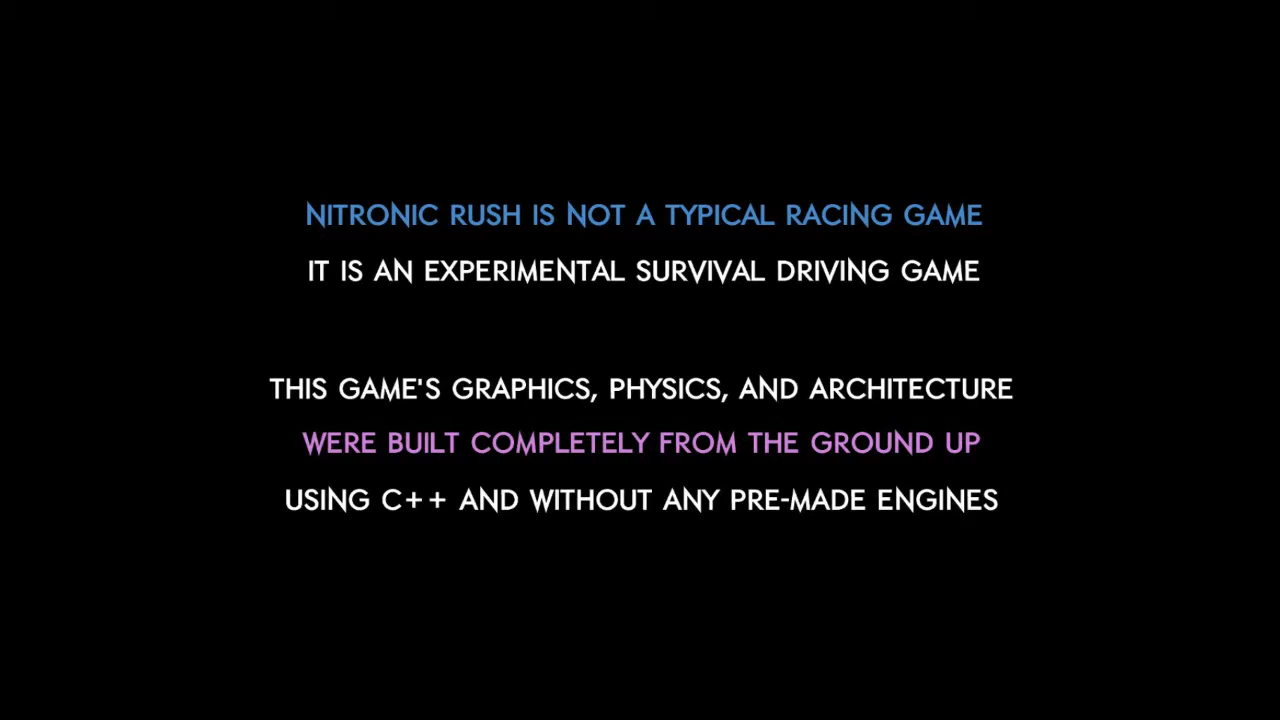 NITRONIC RUSH IS NOT A TYPICAL RACING GAME
IT IS AN EXPERIMENTAL SURVIVAL DRIVING GAME
THIS GAME'S GRAPHICS, PHYSICS, AND ARCHITECTURE
WERE BUILT COMPLETELY FROM THE GROUND UP
USING C++ AND WITHOUT ANY PRE-MADE ENGINES